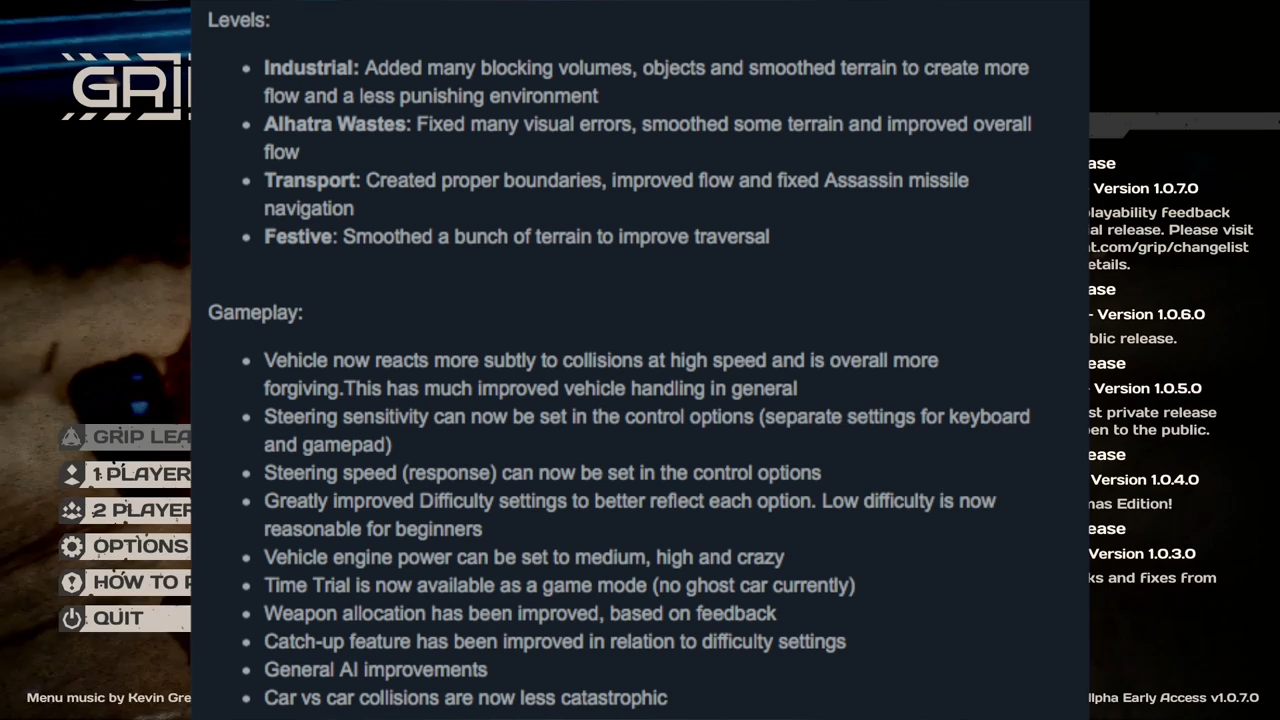 Levels:
Industrial: Added many blocking volumes, objects and smoothed terrain to create more
flow and a less punishing environment
Alhatra Wastes: Fixed many visual errors, smoothed some terrain and improved overall
flow
Transport: Created proper boundaries, improved flow and fixed Assassin missile
navigation
Festive: Smoothed a bunch of terrain to improve traversal
Gameplay:
Vehicle now reacts more subtly to collisions at high speed and is overall more
forgiving.This has much improved vehicle handling in general
Steering sensitivity can now be set in the control options (separate settings for keyboard
and gamepad)
Steering speed (response) can now be set in the control options
Greatly improved Difficulty settings to better reflect each option. Low difficulty is now
reasonable for beginners
Vehicle engine power can be set to medium, high and crazy
Time Trial is now available as a game mode (no ghost car currently)
Weapon allocation has been improved, based on feedback
Catch-up feature has been improved in relation to difficulty settings
General AI improvements
Car vs car collisions are now less catastrophic
GRI
GRIP LEA
1 PLAYER
2 PLAYER
OPTIONS
HOW TO P
QUIT
Menu music by Kevin Gre
ase
- Version 1.0.7.0
layability feedback
ial release. Please visit
nt.com/grip/changelist
etails.
ase
- Version 1.0.6.0
blic release.
ease
- Version 1.0.5.0
st private release
pen to the public.
ease
Version 1.0.4.0
mas Edition!
ease
Version 1.0.3.0
ks and fixes from
lpha Early Access v1.0.7.0